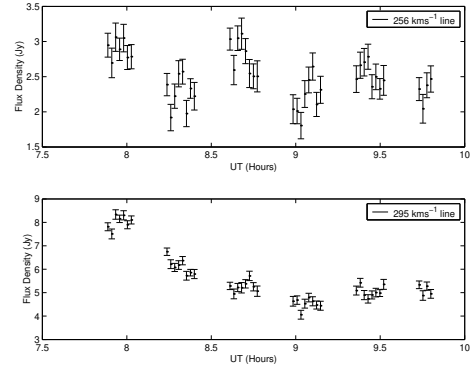 3.5
3
2.5
2
1.5
Flux Density (Jy)
256 kms⁻¹ line
7.5 8 8.5 9 9.5 10
UT (Hours)
9
8
7
6
5
4
3
Flux Density (Jy)
295 kms⁻¹ line
7.5 8 8.5 9 9.5 10
UT (Hours)